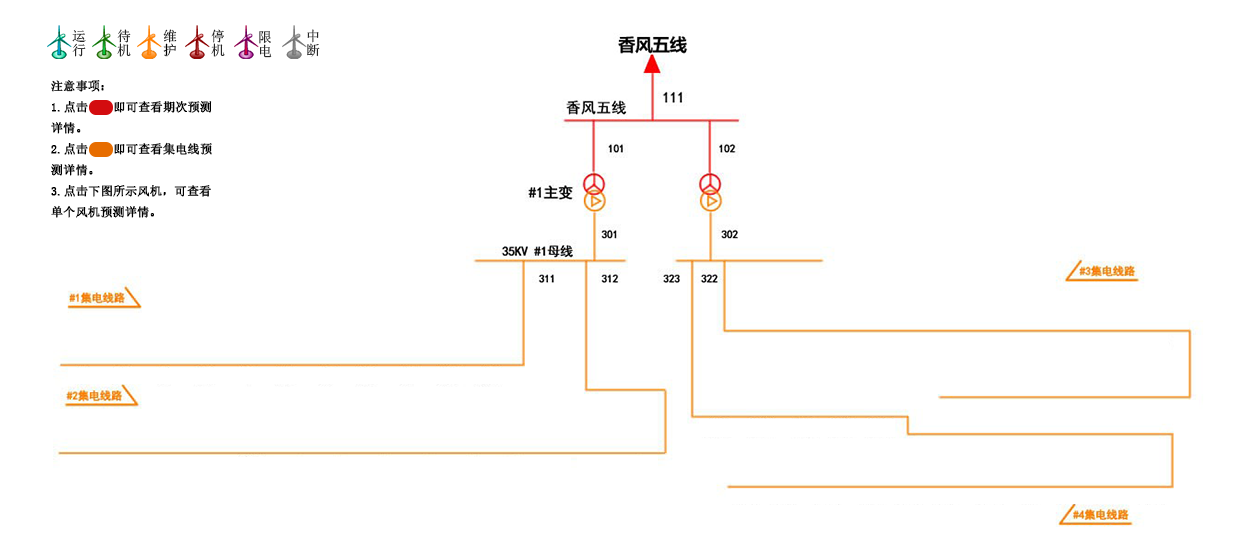 运行 待机 维护 停机 限电 中断
注意事项：
1. 点击 即可查看期次预测
详情。
2. 点击 即可查看集电线预
测详情。
3. 点击下图所示风机，可查看
单个风机预测详情。
香风五线
111
香风五线
101
102
#1主变
301
302
35KV #1母线
311
312
323
322
#1集电线路
#2集电线路
#3集电线路
#4集电线路